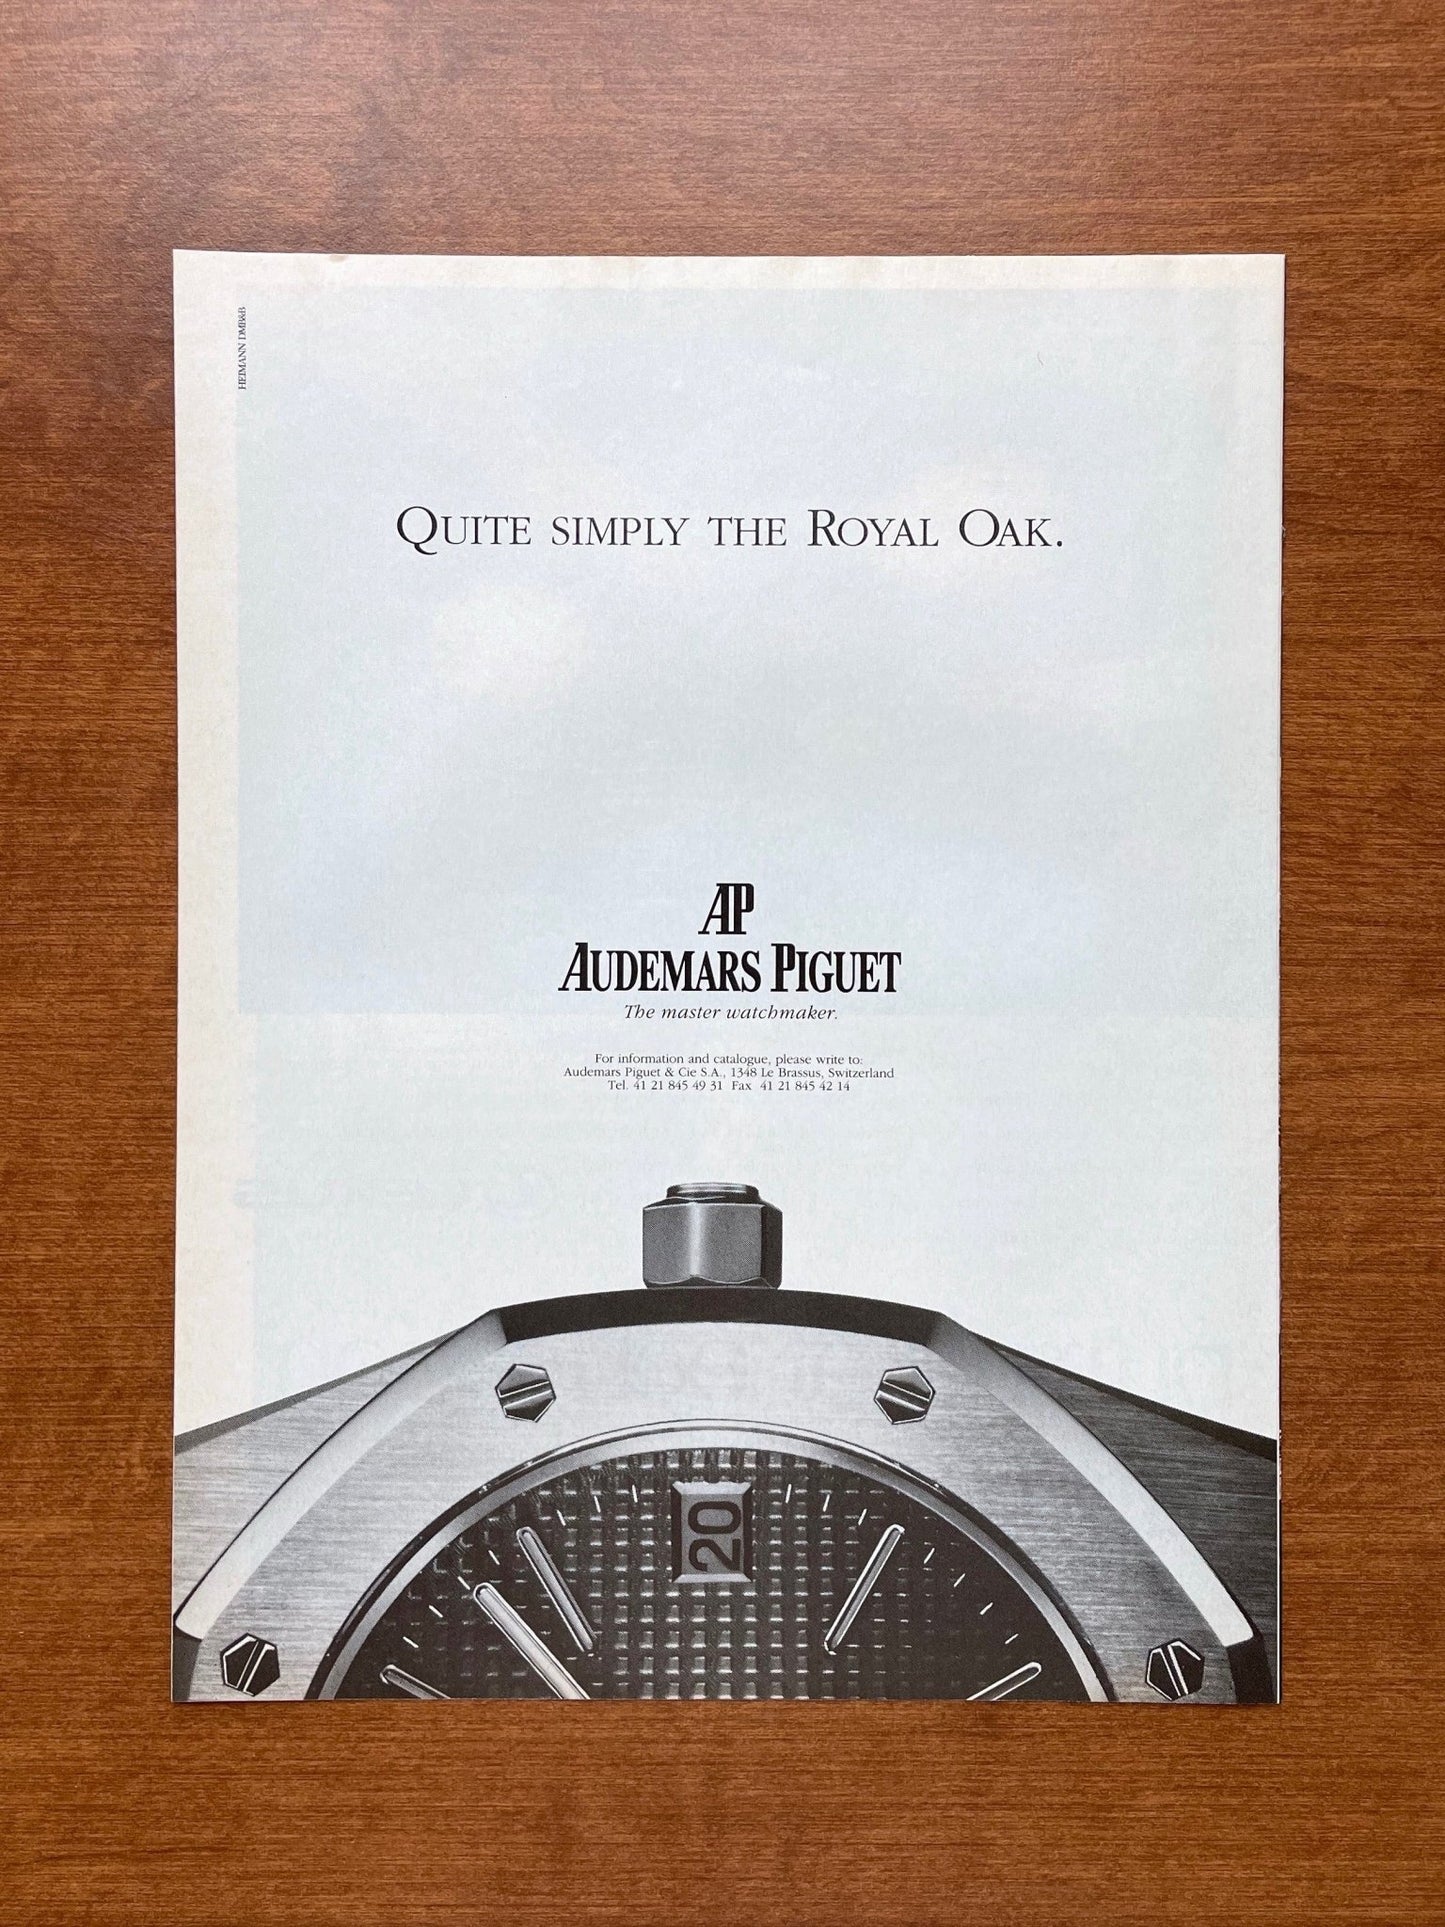 HEIMANN DMB&B
QUITE SIMPLY THE ROYAL OAK.
AP
AUDEMARS PIGUET
The master watchmaker.
For information and catalogue, please write to:
Audemars Piguet & Cie S.A., 1348 Le Brassus, Switzerland
Tel. 41 21 845 49 31 Fax 41 21 845 42 14
20